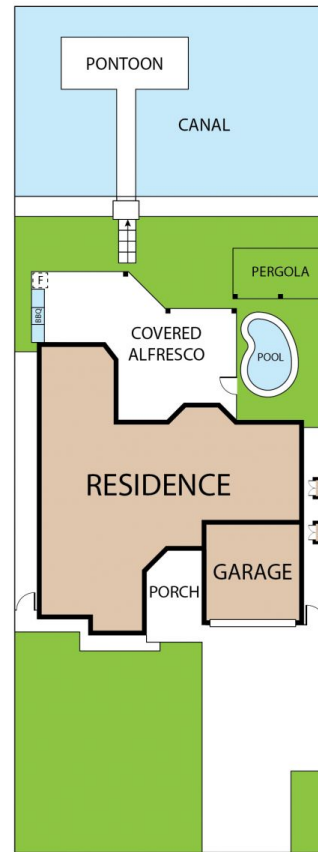 PONTOON
CANAL
PERGOLA
F
BBQ
COVERED
ALFRESCO
POOL
RESIDENCE
GARAGE
PORCH